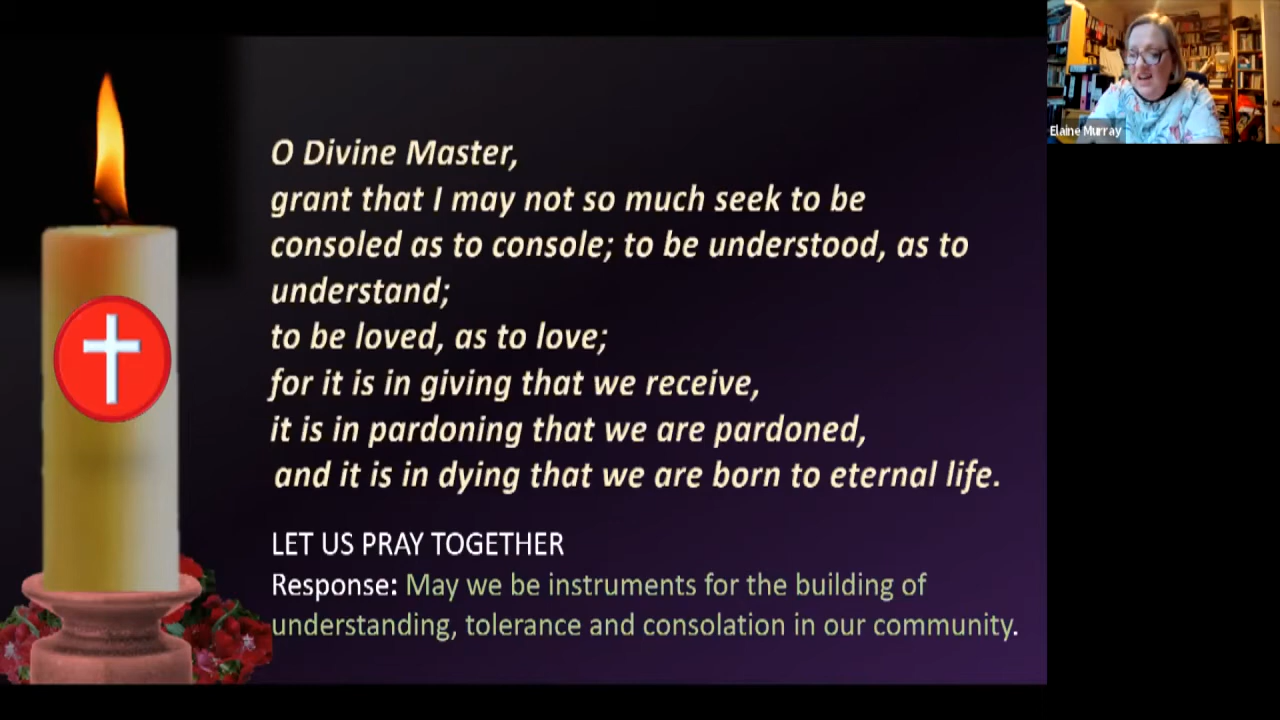 O Divine Master,
grant that I may not so much seek to be
consoled as to console; to be understood, as to
understand;
to be loved, as to love;
for it is in giving that we receive,
it is in pardoning that we are pardoned,
and it is in dying that we are born to eternal life.
LET US PRAY TOGETHER
Response: May we be instruments for the building of
understanding, tolerance and consolation in our community.
Elaine Murray